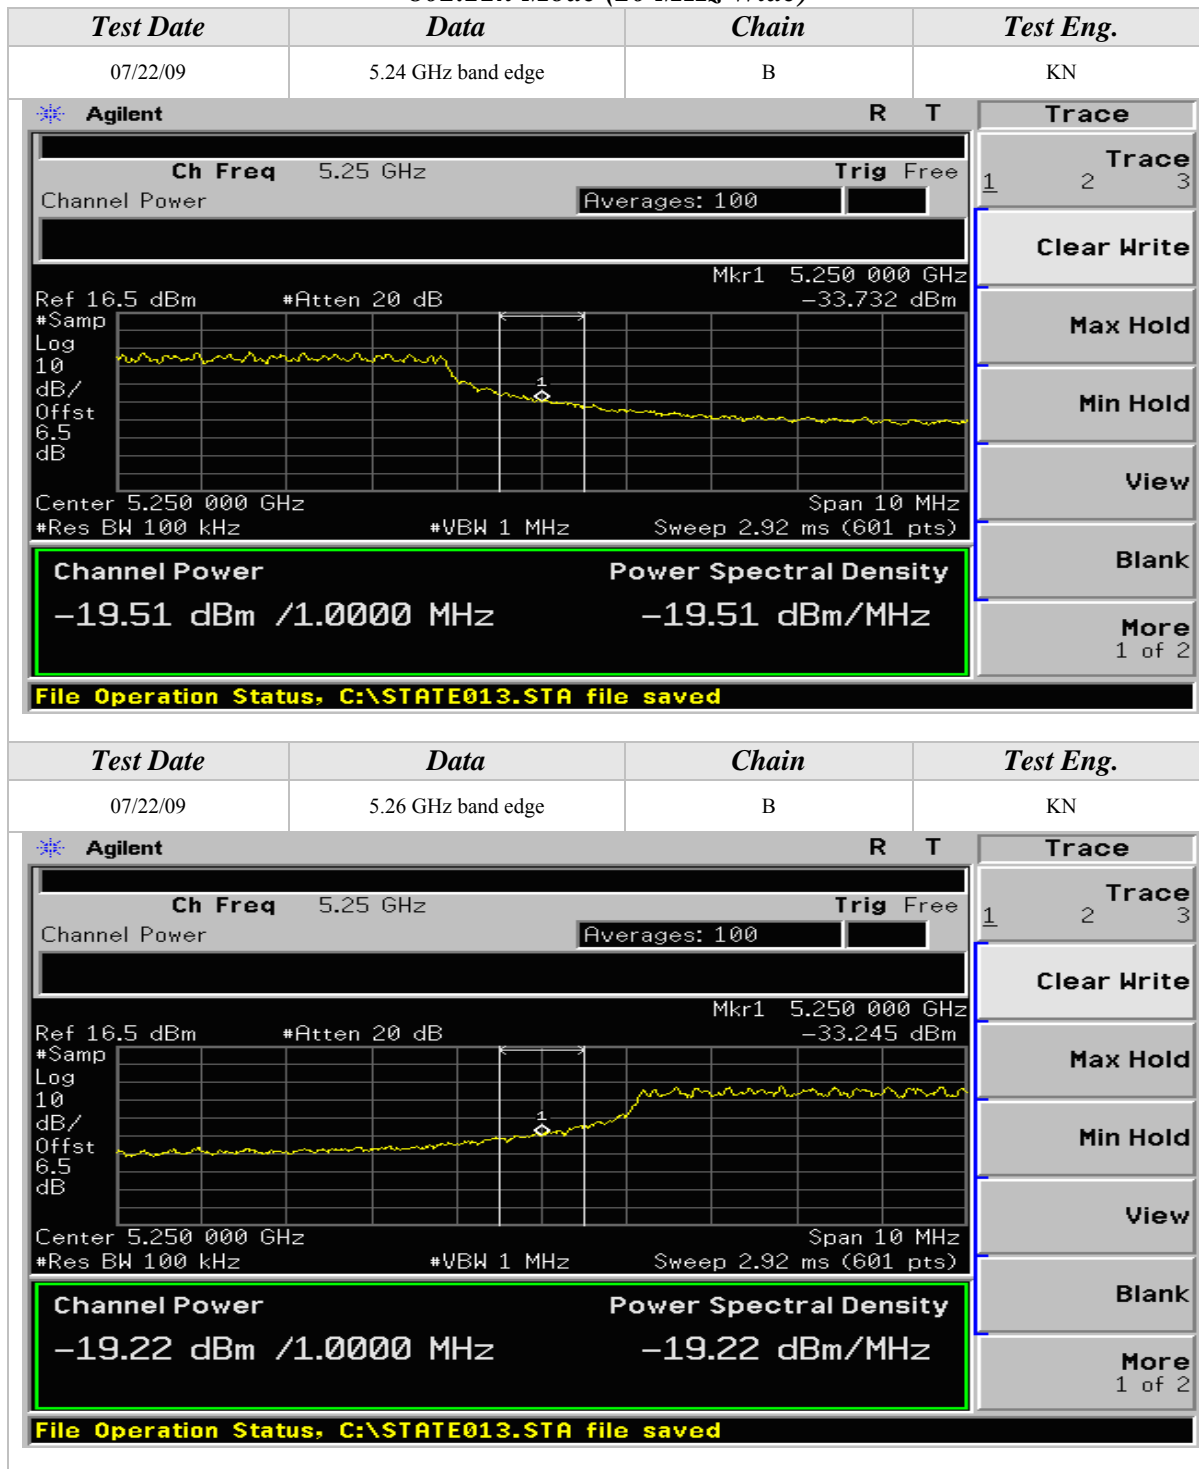 Test Date Data Chain Test Eng.
07/22/09 5.24 GHz band edge B KN
Agilent R T Trace
Ch Freq 5.25 GHz Trig Free
Channel Power Averages: 100
Trace
1 2 3
Clear Write
Mkr1 5.250 000 GHz
Ref 16.5 dBm #Atten 20 dB -33.732 dBm
#Samp
Log
10
dB/
Offst
6.5
dB
1
Max Hold
Min Hold
View
Center 5.250 000 GHz Span 10 MHz
#Res BW 100 kHz #VBW 1 MHz Sweep 2.92 ms (601 pts)
Blank
Channel Power Power Spectral Density
-19.51 dBm /1.0000 MHz -19.51 dBm/MHz
More
1 of 2
File Operation Status, C:\STATE013.STA file saved
Test Date Data Chain Test Eng.
07/22/09 5.26 GHz band edge B KN
Agilent R T Trace
Ch Freq 5.25 GHz Trig Free
Channel Power Averages: 100
Trace
1 2 3
Clear Write
Mkr1 5.250 000 GHz
Ref 16.5 dBm #Atten 20 dB -33.245 dBm
#Samp
Log
10
dB/
Offst
6.5
dB
1
Max Hold
Min Hold
View
Center 5.250 000 GHz Span 10 MHz
#Res BW 100 kHz #VBW 1 MHz Sweep 2.92 ms (601 pts)
Blank
Channel Power Power Spectral Density
-19.22 dBm /1.0000 MHz -19.22 dBm/MHz
More
1 of 2
File Operation Status, C:\STATE013.STA file saved